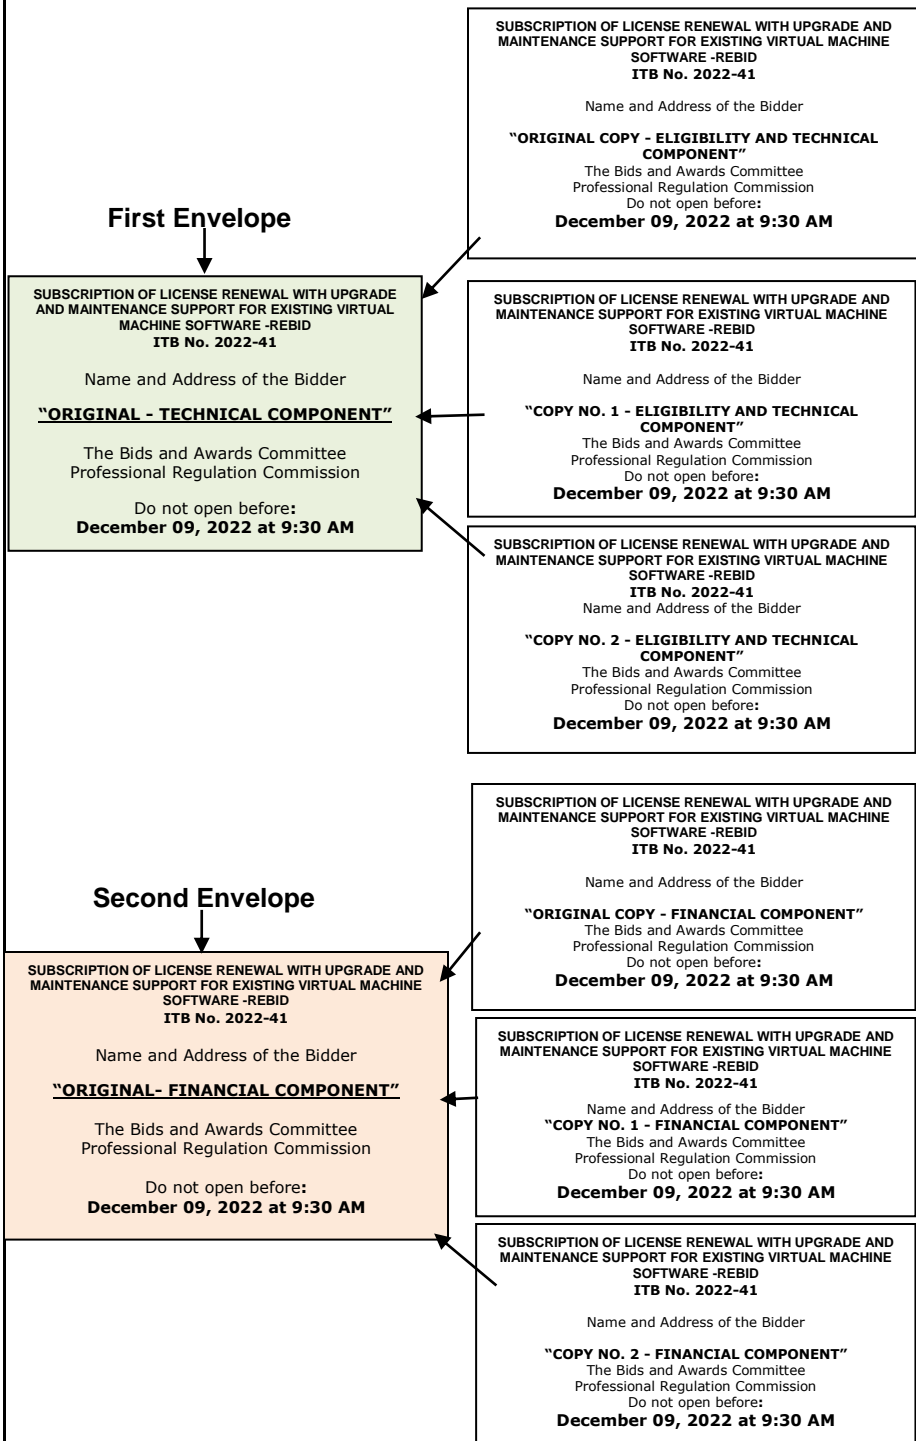 First Envelope
SUBSCRIPTION OF LICENSE RENEWAL WITH UPGRADE
AND MAINTENANCE SUPPORT FOR EXISTING VIRTUAL
MACHINE SOFTWARE -REBID
ITB No. 2022-41
Name and Address of the Bidder
“ORIGINAL - TECHNICAL COMPONENT”
The Bids and Awards Committee
Professional Regulation Commission
Do not open before:
December 09, 2022 at 9:30 AM
SUBSCRIPTION OF LICENSE RENEWAL WITH UPGRADE AND
MAINTENANCE SUPPORT FOR EXISTING VIRTUAL MACHINE
SOFTWARE -REBID
ITB No. 2022-41
Name and Address of the Bidder
“ORIGINAL COPY - ELIGIBILITY AND TECHNICAL
COMPONENT”
The Bids and Awards Committee
Professional Regulation Commission
Do not open before:
December 09, 2022 at 9:30 AM
SUBSCRIPTION OF LICENSE RENEWAL WITH UPGRADE AND
MAINTENANCE SUPPORT FOR EXISTING VIRTUAL MACHINE
SOFTWARE -REBID
ITB No. 2022-41
Name and Address of the Bidder
“COPY NO. 1 - ELIGIBILITY AND TECHNICAL
COMPONENT”
The Bids and Awards Committee
Professional Regulation Commission
Do not open before:
December 09, 2022 at 9:30 AM
SUBSCRIPTION OF LICENSE RENEWAL WITH UPGRADE AND
MAINTENANCE SUPPORT FOR EXISTING VIRTUAL MACHINE
SOFTWARE -REBID
ITB No. 2022-41
Name and Address of the Bidder
“COPY NO. 2 - ELIGIBILITY AND TECHNICAL
COMPONENT”
The Bids and Awards Committee
Professional Regulation Commission
Do not open before:
December 09, 2022 at 9:30 AM
Second Envelope
SUBSCRIPTION OF LICENSE RENEWAL WITH UPGRADE AND
MAINTENANCE SUPPORT FOR EXISTING VIRTUAL MACHINE
SOFTWARE -REBID
ITB No. 2022-41
Name and Address of the Bidder
“ORIGINAL- FINANCIAL COMPONENT”
The Bids and Awards Committee
Professional Regulation Commission
Do not open before:
December 09, 2022 at 9:30 AM
SUBSCRIPTION OF LICENSE RENEWAL WITH UPGRADE AND
MAINTENANCE SUPPORT FOR EXISTING VIRTUAL MACHINE
SOFTWARE -REBID
ITB No. 2022-41
Name and Address of the Bidder
“ORIGINAL COPY - FINANCIAL COMPONENT”
The Bids and Awards Committee
Professional Regulation Commission
Do not open before:
December 09, 2022 at 9:30 AM
SUBSCRIPTION OF LICENSE RENEWAL WITH UPGRADE AND
MAINTENANCE SUPPORT FOR EXISTING VIRTUAL MACHINE
SOFTWARE -REBID
ITB No. 2022-41
Name and Address of the Bidder
“COPY NO. 1 - FINANCIAL COMPONENT”
The Bids and Awards Committee
Professional Regulation Commission
Do not open before:
December 09, 2022 at 9:30 AM
SUBSCRIPTION OF LICENSE RENEWAL WITH UPGRADE AND
MAINTENANCE SUPPORT FOR EXISTING VIRTUAL MACHINE
SOFTWARE -REBID
ITB No. 2022-41
Name and Address of the Bidder
“COPY NO. 2 - FINANCIAL COMPONENT”
The Bids and Awards Committee
Professional Regulation Commission
Do not open before:
December 09, 2022 at 9:30 AM